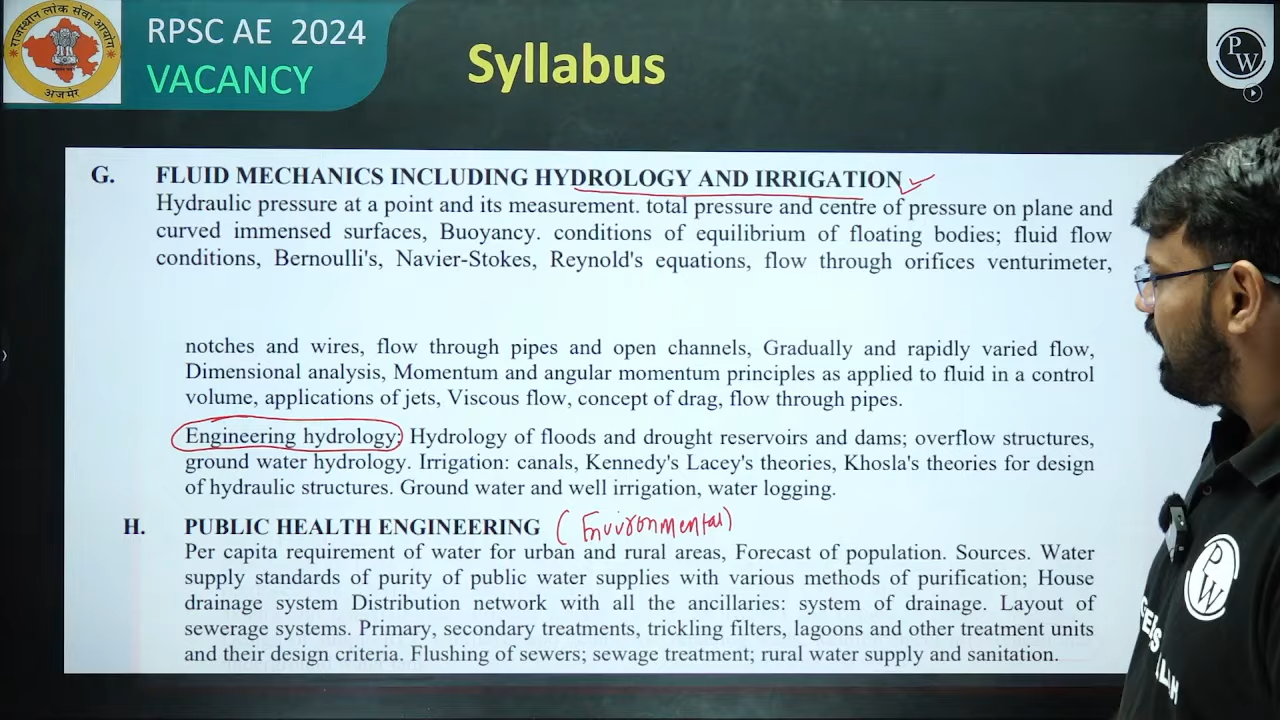 राजस्थान लोक सेवा आयोग
अजमेर
RPSC AE 2024
VACANCY
Syllabus
PW
G. FLUID MECHANICS INCLUDING HYDROLOGY AND IRRIGATION
Hydraulic pressure at a point and its measurement. total pressure and centre of pressure on plane and
curved immensed surfaces, Buoyancy. conditions of equilibrium of floating bodies; fluid flow
conditions, Bernoulli's, Navier-Stokes, Reynold's equations, flow through orifices venturimeter,
notches and wires, flow through pipes and open channels, Gradually and rapidly varied flow,
Dimensional analysis, Momentum and angular momentum principles as applied to fluid in a control
volume, applications of jets, Viscous flow, concept of drag, flow through pipes.
Engineering hydrology: Hydrology of floods and drought reservoirs and dams; overflow structures,
ground water hydrology. Irrigation: canals, Kennedy's Lacey's theories, Khosla's theories for design
of hydraulic structures. Ground water and well irrigation, water logging.
H. PUBLIC HEALTH ENGINEERING (Environmental)
Per capita requirement of water for urban and rural areas, Forecast of population. Sources. Water
supply standards of purity of public water supplies with various methods of purification; House
drainage system Distribution network with all the ancillaries: system of drainage. Layout of
sewerage systems. Primary, secondary treatments, trickling filters, lagoons and other treatment units
and their design criteria. Flushing of sewers; sewage treatment; rural water supply and sanitation.
PW